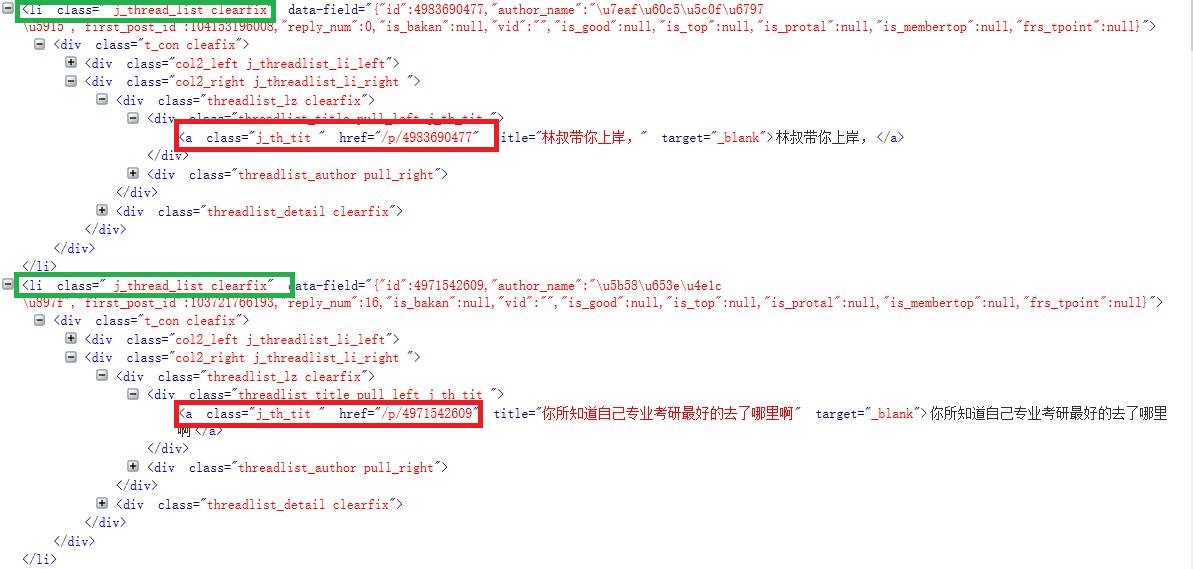 <li class=" j_thread_list clearfix" data-field="{"id":4983690477,"author_name":"\u7eaf\u60c5\u5c0f\u6797
\u5915","first_post_id":104153196008,"reply_num":0,"is_bakan":null,"vid":"","is_good":null,"is_top":null,"is_protal":null,"is_membertop":null,"frs_tpoint":null}">
<div class="t_con cleafix">
<div class="col2_left j_threadlist_li_left">
<div class="col2_right j_threadlist_li_right ">
<div class="threadlist_lz clearfix">
<div class="threadlist_title pull_left j_th_tit ">
<a class="j_th_tit " href="/p/4983690477" title="林叔带你上岸，" target="_blank">林叔带你上岸，</a>
</div>
<div class="threadlist_author pull_right">
</div>
<div class="threadlist_detail clearfix">
</div>
</div>
</li>
<li class=" j_thread_list clearfix" data-field="{"id":4971542609,"author_name":"\u5b58\u653e\u4e1c
\u897f","first_post_id":103721766193,"reply_num":16,"is_bakan":null,"vid":"","is_good":null,"is_top":null,"is_protal":null,"is_membertop":null,"frs_tpoint":null}">
<div class="t_con cleafix">
<div class="col2_left j_threadlist_li_left">
<div class="col2_right j_threadlist_li_right ">
<div class="threadlist_lz clearfix">
<div class="threadlist_title pull_left j_th_tit ">
<a class="j_th_tit " href="/p/4971542609" title="你所知道自己专业考研最好的去了哪里啊" target="_blank">你所知道自己专业考研最好的去了哪里
啊</a>
</div>
<div class="threadlist_author pull_right">
</div>
<div class="threadlist_detail clearfix">
</div>
</div>
</li>